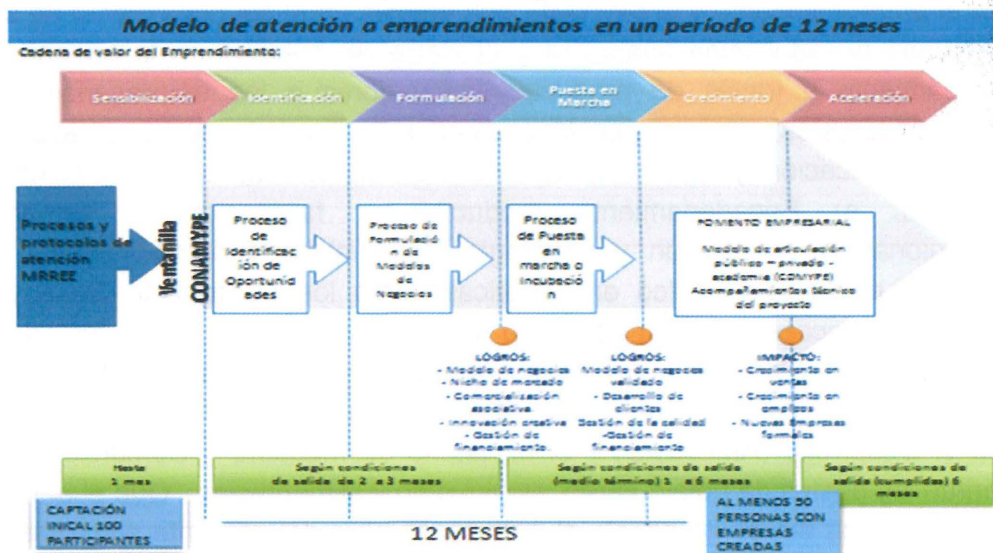 Modelo de atención a emprendimientos en un período de 12 meses
Cadena de valor del Emprendimiento:
Sensibilización
Identificación
Formulación
Puesta en
Marcha
Crecimiento
Aceleración
Procesos y
protocolos de
atención
MRREE
Ventanilla
CONAMYPE
Proceso
de
Identificac
ión de
Oportunid
ades
Proceso de
Formulació
n de
Modelos
de
Negocios
Proceso
de Puesta
en
marcha o
Incubació
n
FOMENTO EMPRESARIAL
Modelo de articulación
público – privado -
academia (CDMYPE)
Acompañamientos técnico
del proyecto
LOGROS:
- Modelo de negocios
- Nicho de mercado
- Comercialización
asociativa.
- Innovación creativa
-Gestión de
financiamiento.
LOGROS:
Modelo de negocios
validado
- Desarrollo de
clientes
Gestión de la calidad
-Gestión de
financiamiento
IMPACTO:
- Crecimiento en
ventas
- Crecimiento en
empleos
- Nuevas Empresas
formales
Hasta
1 mes
Según condiciones
de salida de 2 a 3 meses
Según condiciones de salida
(medio término) 1 a 6 meses
Según condiciones de
salida (cumplidas) 6
meses
CAPTACIÓN
INICAL 100
PARTICIPANTES
12 MESES
AL MENOS 50
PERSONAS CON
EMPRESAS
CREADAS